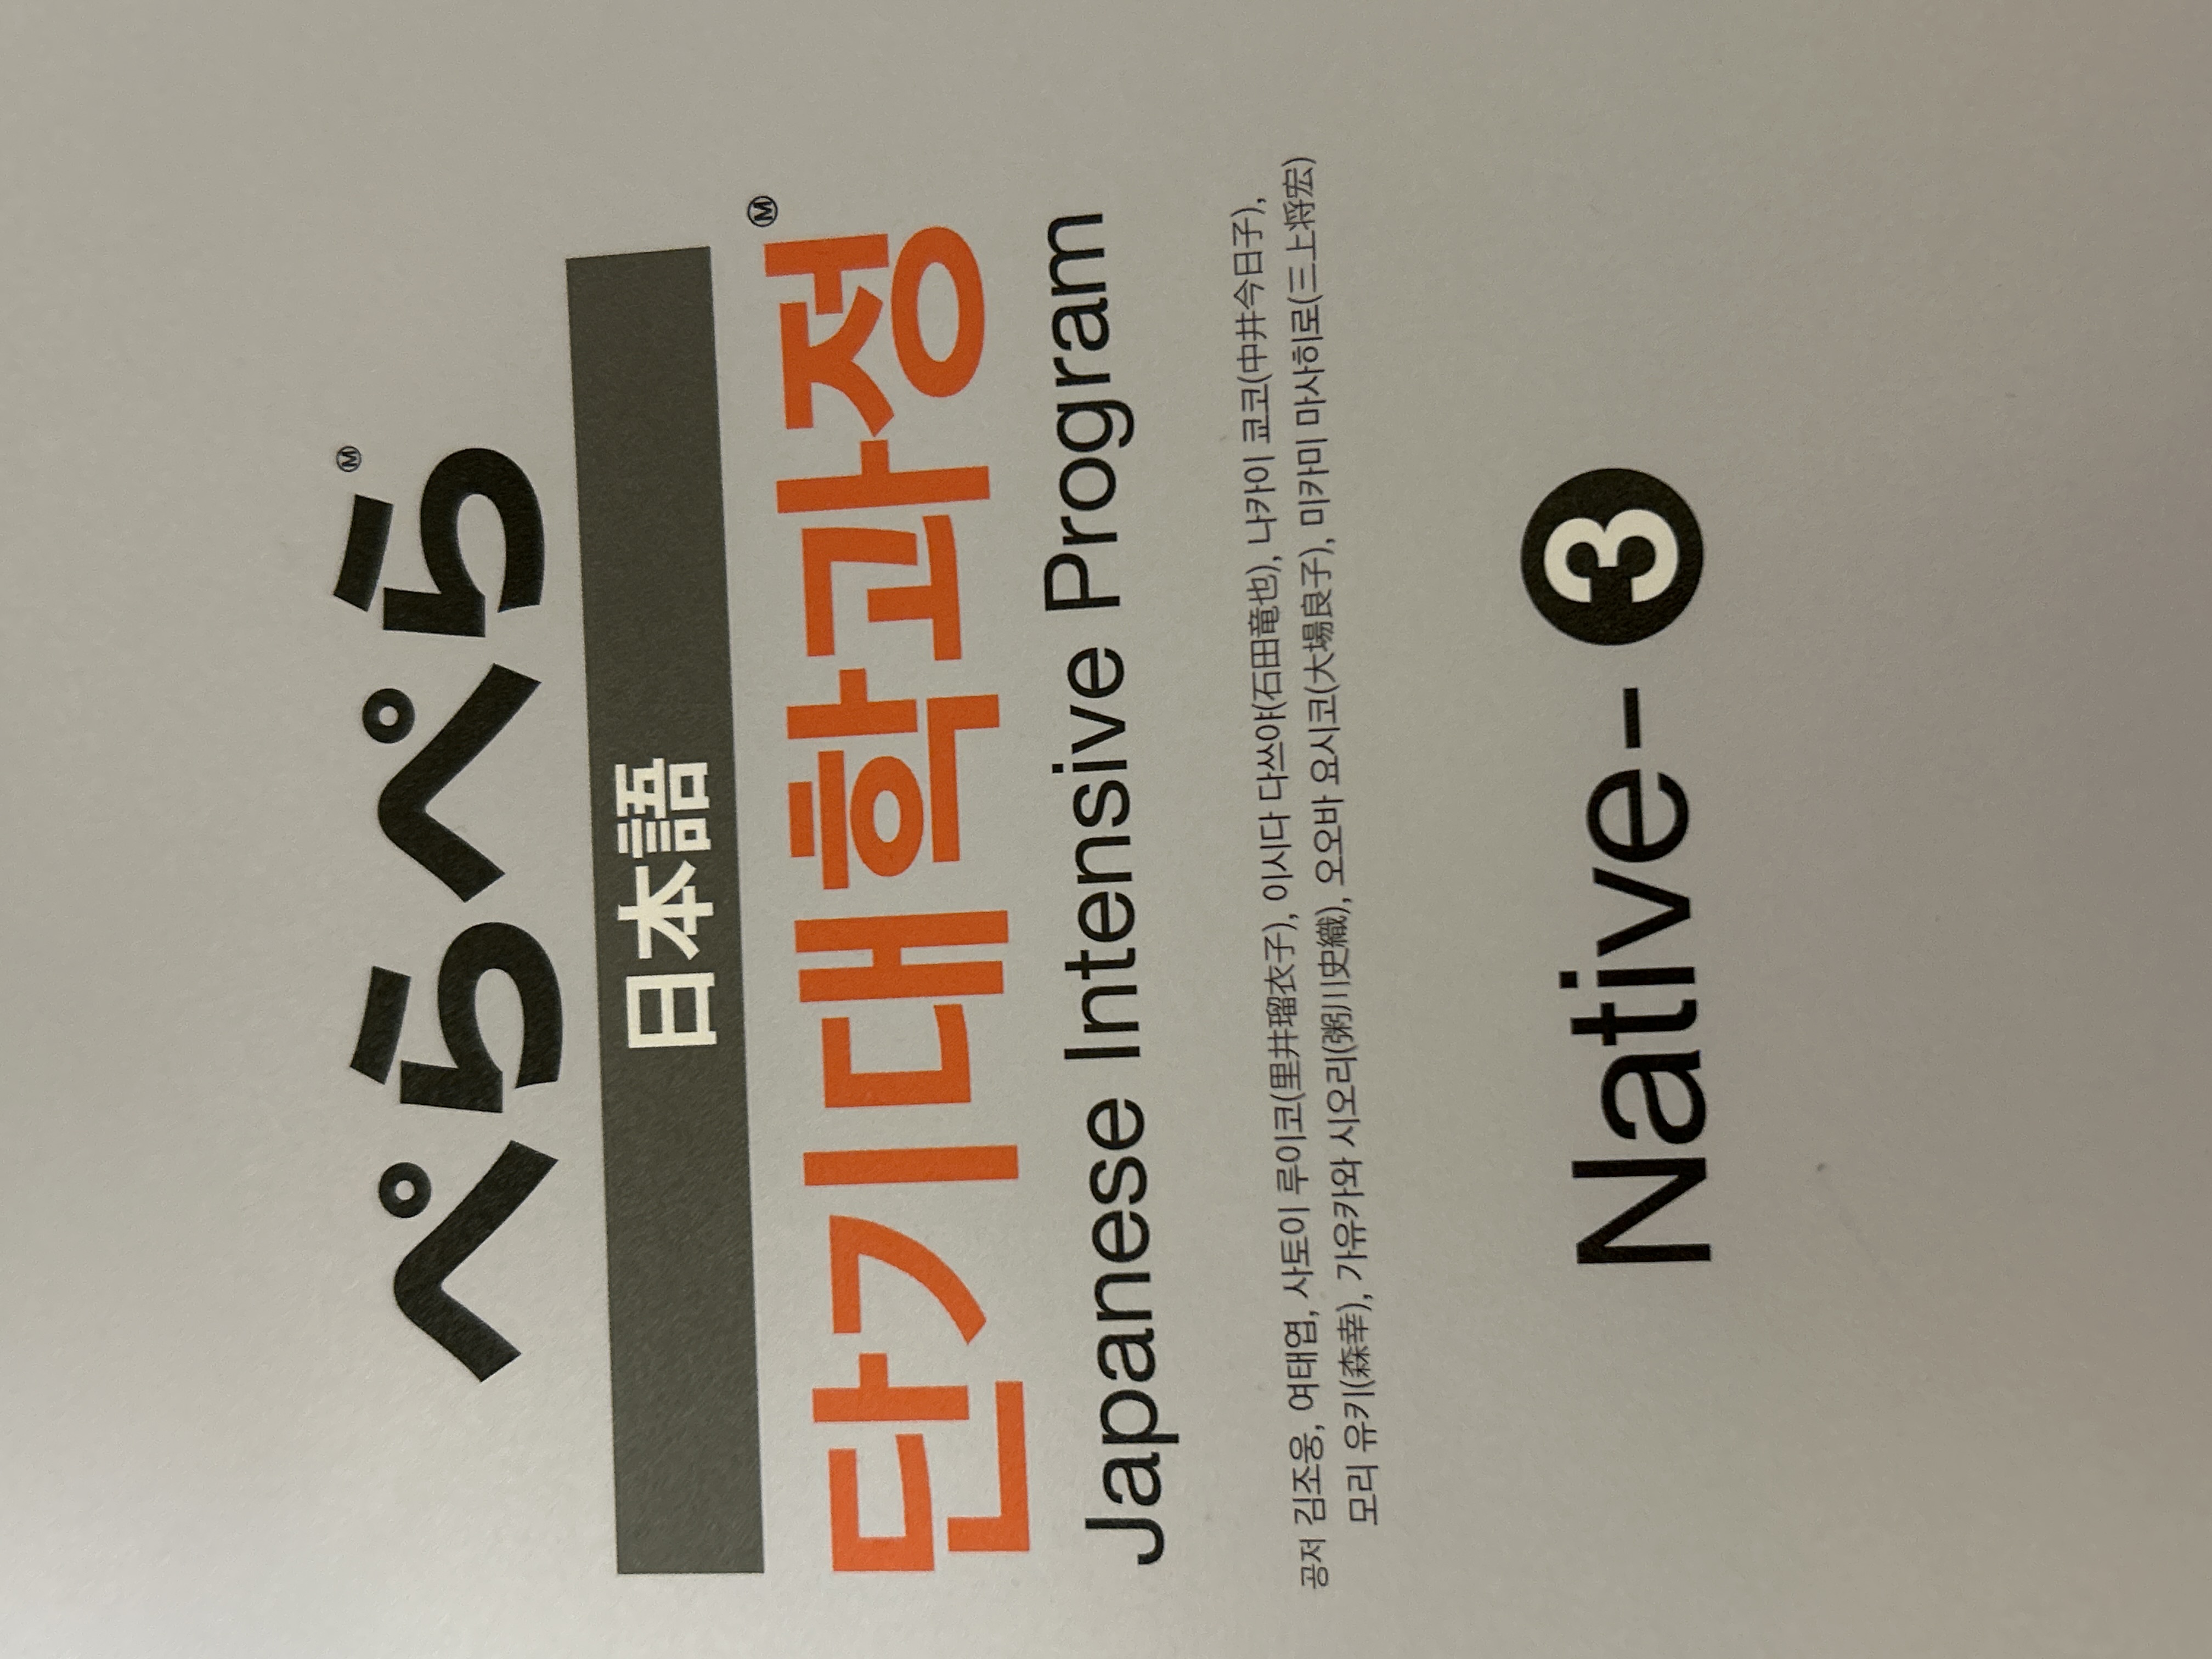 ぺらぺらⓜ
日本語
단기대학과정ⓜ
Japanese Intensive Program
공저 김조웅, 여태엽, 사토이 루이코(里井瑠衣子), 이시다 다쓰야(石田竜也), 나카이 쿄코(中井今日子),
모리 유키(森幸), 가유카와 시오리(粥川史織), 오오바 요시코(大場良子), 미카미 마사히로(三上将宏)
Native-❸